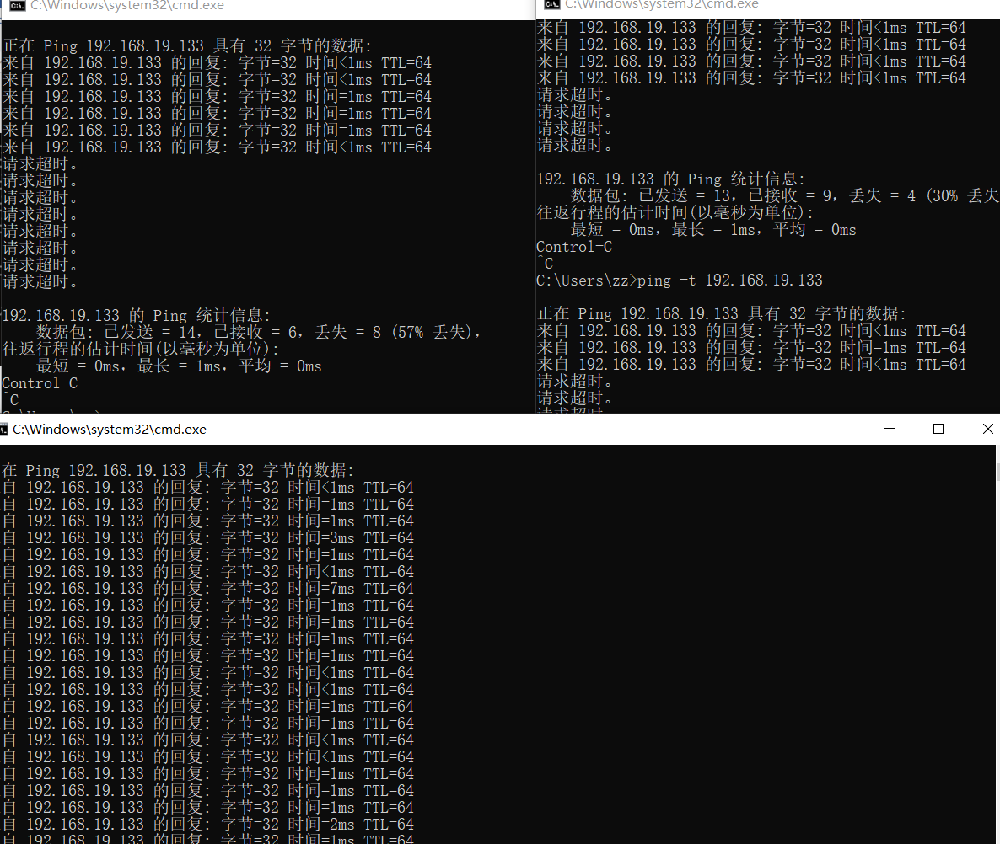 C:\Windows\system32\cmd.exe
正在 Ping 192.168.19.133 具有 32 字节的数据:
来自 192.168.19.133 的回复: 字节=32 时间<1ms TTL=64
来自 192.168.19.133 的回复: 字节=32 时间<1ms TTL=64
来自 192.168.19.133 的回复: 字节=32 时间=1ms TTL=64
来自 192.168.19.133 的回复: 字节=32 时间=1ms TTL=64
来自 192.168.19.133 的回复: 字节=32 时间=1ms TTL=64
来自 192.168.19.133 的回复: 字节=32 时间<1ms TTL=64
请求超时。
请求超时。
请求超时。
请求超时。
请求超时。
请求超时。
请求超时。
请求超时。
192.168.19.133 的 Ping 统计信息:
数据包: 已发送 = 14，已接收 = 6，丢失 = 8 (57% 丢失)，
往返行程的估计时间(以毫秒为单位):
最短 = 0ms，最长 = 1ms，平均 = 0ms
Control-C
^C
C:\Windows\system32\cmd.exe
来自 192.168.19.133 的回复: 字节=32 时间<1ms TTL=64
来自 192.168.19.133 的回复: 字节=32 时间<1ms TTL=64
来自 192.168.19.133 的回复: 字节=32 时间<1ms TTL=64
来自 192.168.19.133 的回复: 字节=32 时间<1ms TTL=64
请求超时。
请求超时。
请求超时。
请求超时。
192.168.19.133 的 Ping 统计信息:
数据包: 已发送 = 13，已接收 = 9，丢失 = 4 (30% 丢失
往返行程的估计时间(以毫秒为单位):
最短 = 0ms，最长 = 1ms，平均 = 0ms
Control-C
^C
C:\Users\zz>ping -t 192.168.19.133
正在 Ping 192.168.19.133 具有 32 字节的数据:
来自 192.168.19.133 的回复: 字节=32 时间<1ms TTL=64
来自 192.168.19.133 的回复: 字节=32 时间=1ms TTL=64
来自 192.168.19.133 的回复: 字节=32 时间<1ms TTL=64
请求超时。
请求超时。
C:\Windows\system32\cmd.exe
在 Ping 192.168.19.133 具有 32 字节的数据:
自 192.168.19.133 的回复: 字节=32 时间<1ms TTL=64
自 192.168.19.133 的回复: 字节=32 时间=1ms TTL=64
自 192.168.19.133 的回复: 字节=32 时间=1ms TTL=64
自 192.168.19.133 的回复: 字节=32 时间=3ms TTL=64
自 192.168.19.133 的回复: 字节=32 时间=1ms TTL=64
自 192.168.19.133 的回复: 字节=32 时间<1ms TTL=64
自 192.168.19.133 的回复: 字节=32 时间=7ms TTL=64
自 192.168.19.133 的回复: 字节=32 时间=1ms TTL=64
自 192.168.19.133 的回复: 字节=32 时间=1ms TTL=64
自 192.168.19.133 的回复: 字节=32 时间=1ms TTL=64
自 192.168.19.133 的回复: 字节=32 时间=1ms TTL=64
自 192.168.19.133 的回复: 字节=32 时间<1ms TTL=64
自 192.168.19.133 的回复: 字节=32 时间<1ms TTL=64
自 192.168.19.133 的回复: 字节=32 时间=1ms TTL=64
自 192.168.19.133 的回复: 字节=32 时间=1ms TTL=64
自 192.168.19.133 的回复: 字节=32 时间<1ms TTL=64
自 192.168.19.133 的回复: 字节=32 时间<1ms TTL=64
自 192.168.19.133 的回复: 字节=32 时间=1ms TTL=64
自 192.168.19.133 的回复: 字节=32 时间=1ms TTL=64
自 192.168.19.133 的回复: 字节=32 时间=1ms TTL=64
自 192.168.19.133 的回复: 字节=32 时间=2ms TTL=64
自 192.168.19.133 的回复: 字节=32 时间=1ms TTL=64